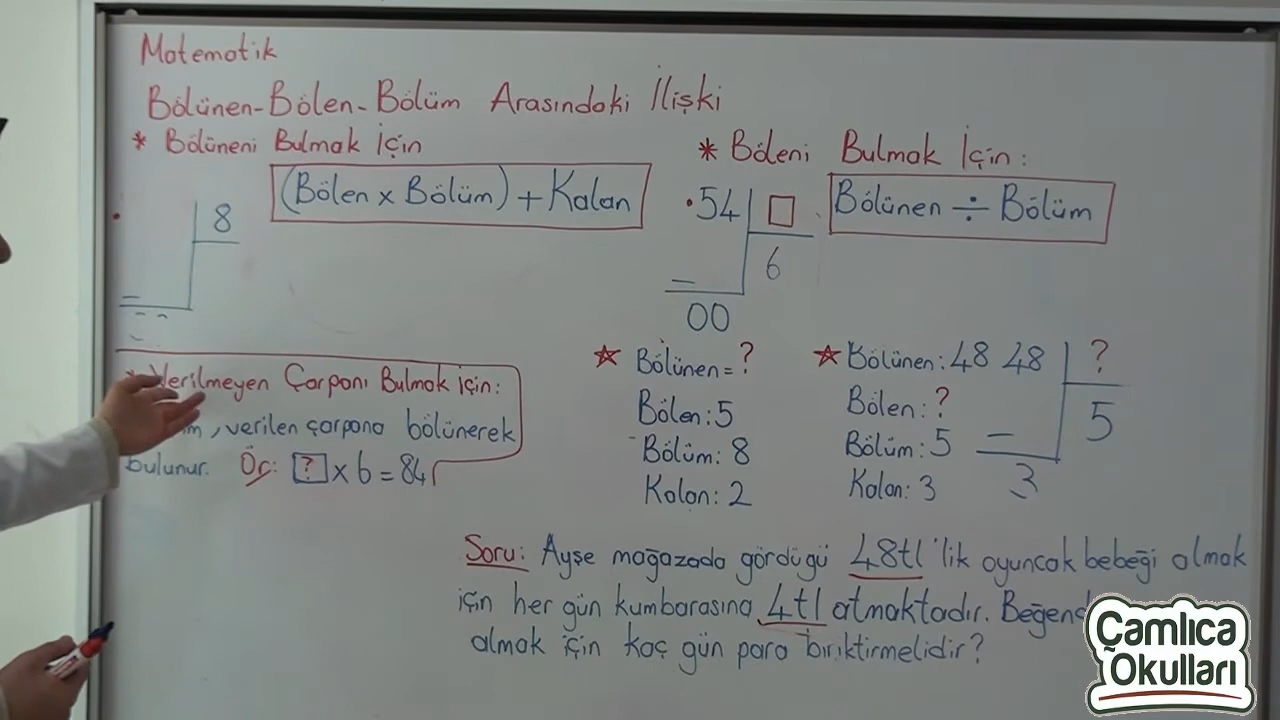 Matematik
Bölünen-Bölen-Bölüm Arasındaki İlişki
* Böluneni Bulmak İçin
(Bölen x Bölüm) + Kalan
8
* Böleni Bulmak İçin:
Bölünen ÷ Bölüm
54
6
00
Verilmeyen Çarpanı Bulmak İçin:
, verilen çarpana bölünerek
bulunur. Ör: ? x 6 = 84
Bölünen = ?
Bölen: 5
Bölüm: 8
Kalan: 2
Bölünen: 48
Bölen: ?
Bölüm: 5
Kalan: 3
48 ?
5
3
Soru: Ayşe mağazada gördüğü 48tl'lik oyuncak bebeği almak
için her gün kumbarasına 4tl atmaktadır.
almak için kaç gün para biriktirmelidir?
Çamlıca
Okulları